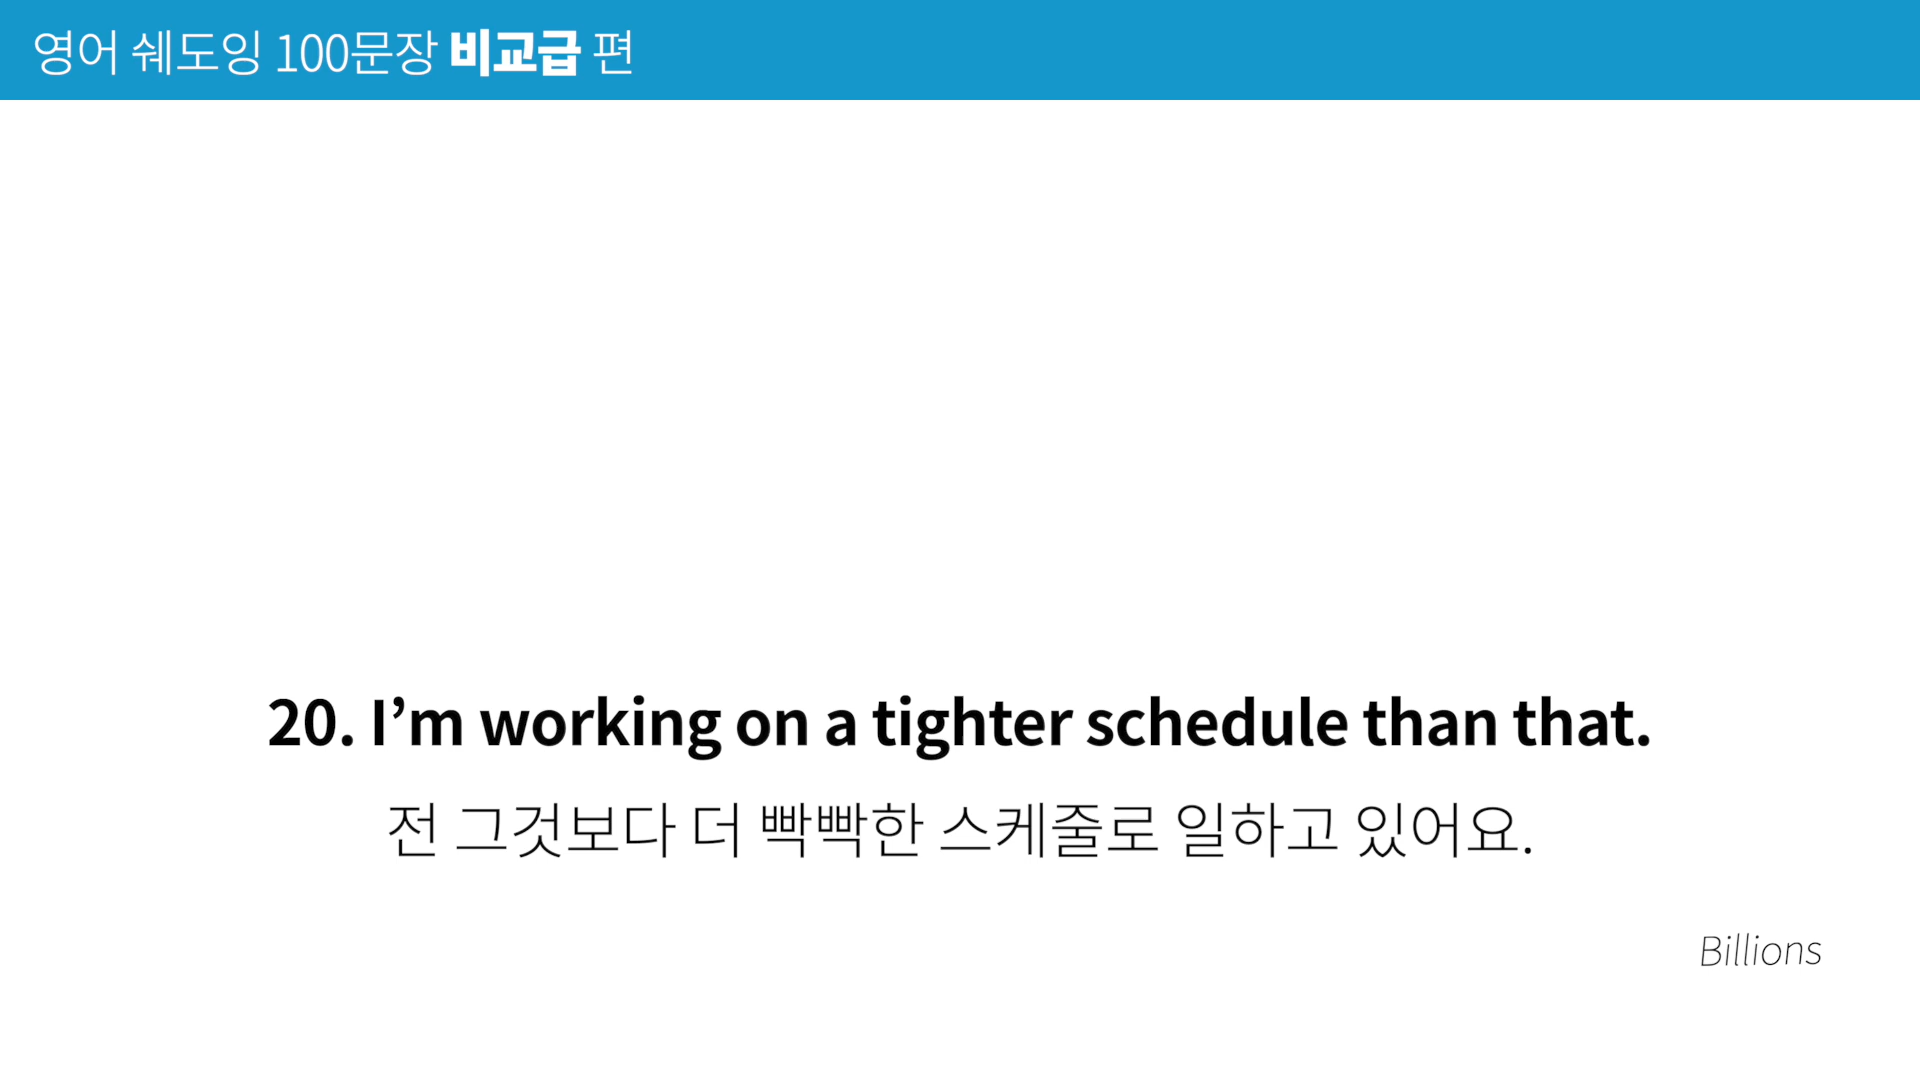 영어 쉐도잉 100문장 비교급 편
20. I’m working on a tighter schedule than that.
전 그것보다 더 빡빡한 스케줄로 일하고 있어요.
Billions